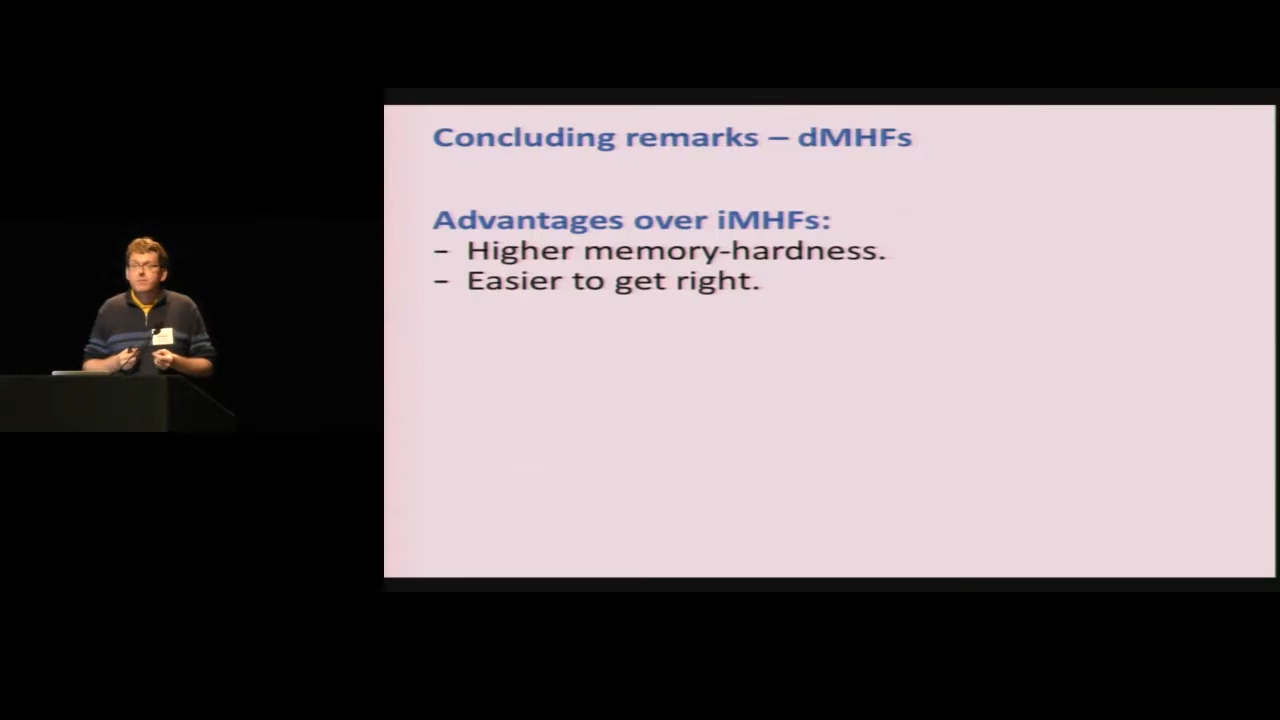 Concluding remarks – dMHFs
Advantages over iMHFs:
– Higher memory-hardness.
– Easier to get right.